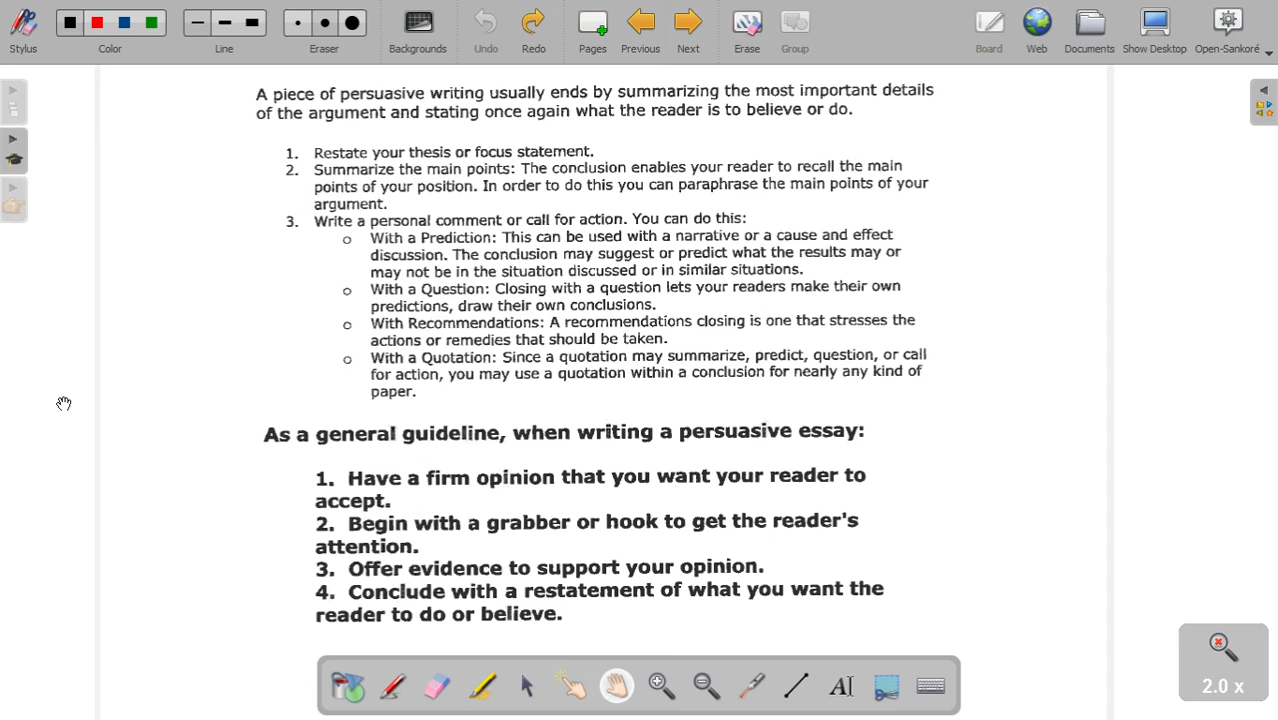 Stylus
Color
Line
Eraser
Backgrounds
Undo
Redo
Pages
Previous
Next
Erase
Group
Board
Web
Documents
Show Desktop
Open-Sankoré
A piece of persuasive writing usually ends by summarizing the most important details
of the argument and stating once again what the reader is to believe or do.
1. Restate your thesis or focus statement.
2. Summarize the main points: The conclusion enables your reader to recall the main
points of your position. In order to do this you can paraphrase the main points of your
argument.
3. Write a personal comment or call for action. You can do this:
o With a Prediction: This can be used with a narrative or a cause and effect
discussion. The conclusion may suggest or predict what the results may or
may not be in the situation discussed or in similar situations.
o With a Question: Closing with a question lets your readers make their own
predictions, draw their own conclusions.
o With Recommendations: A recommendations closing is one that stresses the
actions or remedies that should be taken.
o With a Quotation: Since a quotation may summarize, predict, question, or call
for action, you may use a quotation within a conclusion for nearly any kind of
paper.
As a general guideline, when writing a persuasive essay:
1. Have a firm opinion that you want your reader to
accept.
2. Begin with a grabber or hook to get the reader's
attention.
3. Offer evidence to support your opinion.
4. Conclude with a restatement of what you want the
reader to do or believe.
AI
2.0 x